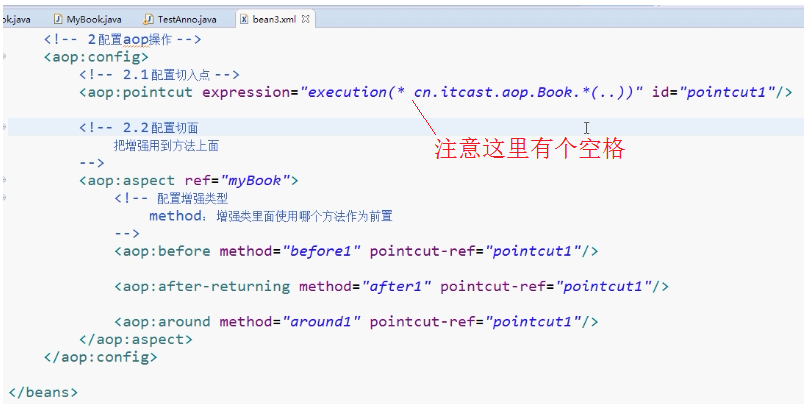 ok.java MyBook.java TestAnno.java bean3.xml
<!-- 2配置aop操作 -->
<aop:config>
<!-- 2.1配置切入点 -->
<aop:pointcut expression="execution(* cn.itcast.aop.Book.*(..))" id="pointcut1"/>
<!-- 2.2配置切面
注意这里有个空格
把增强用到方法上面
-->
<aop:aspect ref="myBook">
<!-- 配置增强类型
method：增强类里面使用哪个方法作为前置
-->
<aop:before method="before1" pointcut-ref="pointcut1"/>
<aop:after-returning method="after1" pointcut-ref="pointcut1"/>
<aop:around method="around1" pointcut-ref="pointcut1"/>
</aop:aspect>
</aop:config>
</beans>